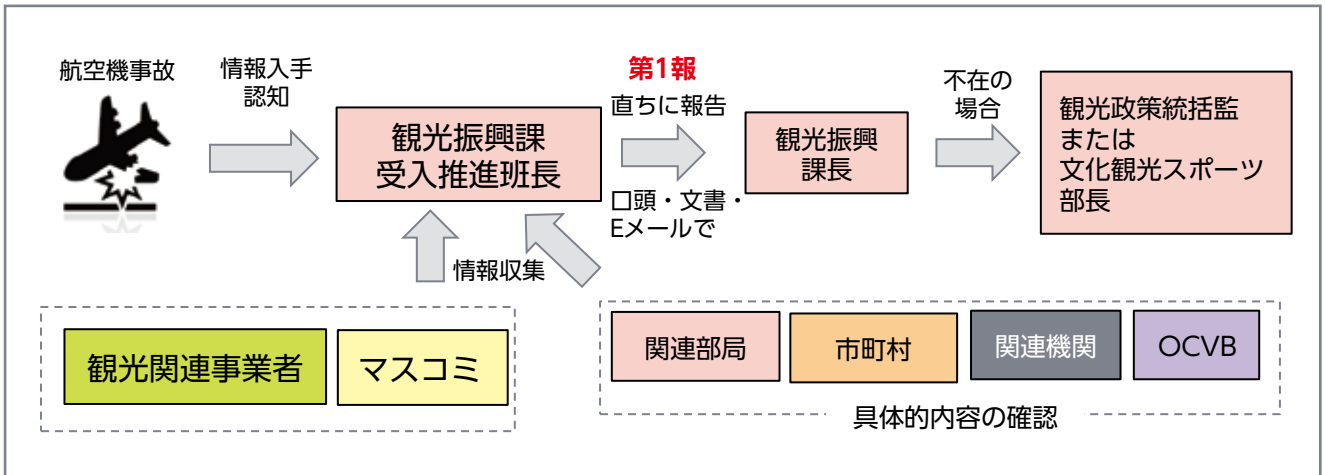 航空機事故
情報入手
認知
観光振興課
受入推進班長
第1報
直ちに報告
口頭・文書・
Eメールで
観光振興
課長
不在の
場合
観光政策統括監
または
文化観光スポーツ
部長
情報収集
観光関連事業者
マスコミ
関連部局
市町村
関連機関
OCVB
具体的内容の確認